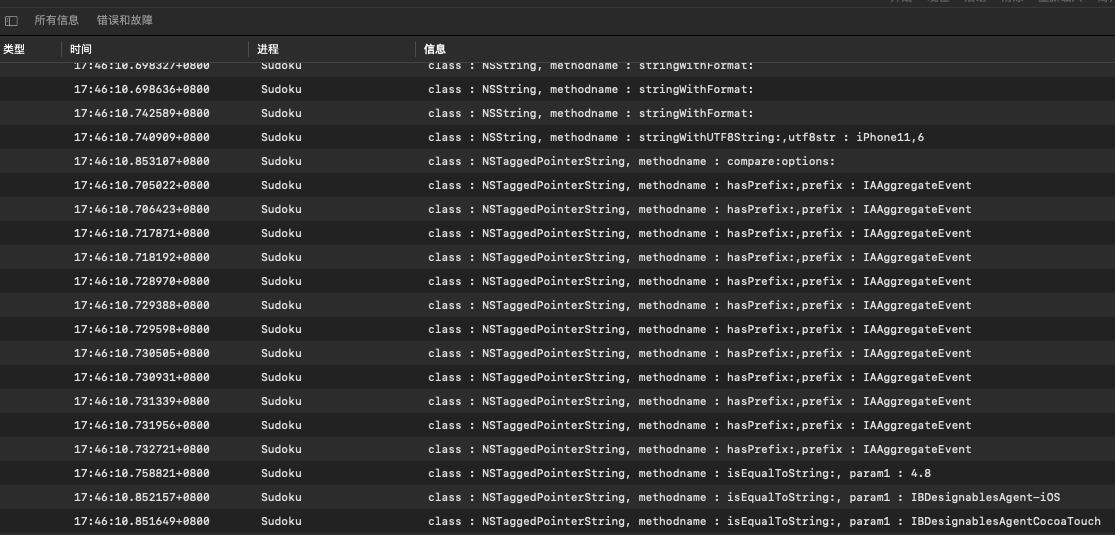 所有信息 错误和故障
类型 时间 进程 信息
17:46:10.698327+0800 Sudoku class : NSString, methodname : stringWithFormat:
17:46:10.698636+0800 Sudoku class : NSString, methodname : stringWithFormat:
17:46:10.742589+0800 Sudoku class : NSString, methodname : stringWithFormat:
17:46:10.740909+0800 Sudoku class : NSString, methodname : stringWithUTF8String:,utf8str : iPhone11,6
17:46:10.853107+0800 Sudoku class : NSTaggedPointerString, methodname : compare:options:
17:46:10.705022+0800 Sudoku class : NSTaggedPointerString, methodname : hasPrefix:,prefix : IAAggregateEvent
17:46:10.706423+0800 Sudoku class : NSTaggedPointerString, methodname : hasPrefix:,prefix : IAAggregateEvent
17:46:10.717871+0800 Sudoku class : NSTaggedPointerString, methodname : hasPrefix:,prefix : IAAggregateEvent
17:46:10.718192+0800 Sudoku class : NSTaggedPointerString, methodname : hasPrefix:,prefix : IAAggregateEvent
17:46:10.728970+0800 Sudoku class : NSTaggedPointerString, methodname : hasPrefix:,prefix : IAAggregateEvent
17:46:10.729388+0800 Sudoku class : NSTaggedPointerString, methodname : hasPrefix:,prefix : IAAggregateEvent
17:46:10.729598+0800 Sudoku class : NSTaggedPointerString, methodname : hasPrefix:,prefix : IAAggregateEvent
17:46:10.730505+0800 Sudoku class : NSTaggedPointerString, methodname : hasPrefix:,prefix : IAAggregateEvent
17:46:10.730931+0800 Sudoku class : NSTaggedPointerString, methodname : hasPrefix:,prefix : IAAggregateEvent
17:46:10.731339+0800 Sudoku class : NSTaggedPointerString, methodname : hasPrefix:,prefix : IAAggregateEvent
17:46:10.731956+0800 Sudoku class : NSTaggedPointerString, methodname : hasPrefix:,prefix : IAAggregateEvent
17:46:10.732721+0800 Sudoku class : NSTaggedPointerString, methodname : hasPrefix:,prefix : IAAggregateEvent
17:46:10.758821+0800 Sudoku class : NSTaggedPointerString, methodname : isEqualToString:, param1 : 4.8
17:46:10.852157+0800 Sudoku class : NSTaggedPointerString, methodname : isEqualToString:, param1 : IBDesignablesAgent-iOS
17:46:10.851649+0800 Sudoku class : NSTaggedPointerString, methodname : isEqualToString:, param1 : IBDesignablesAgentCocoaTouch